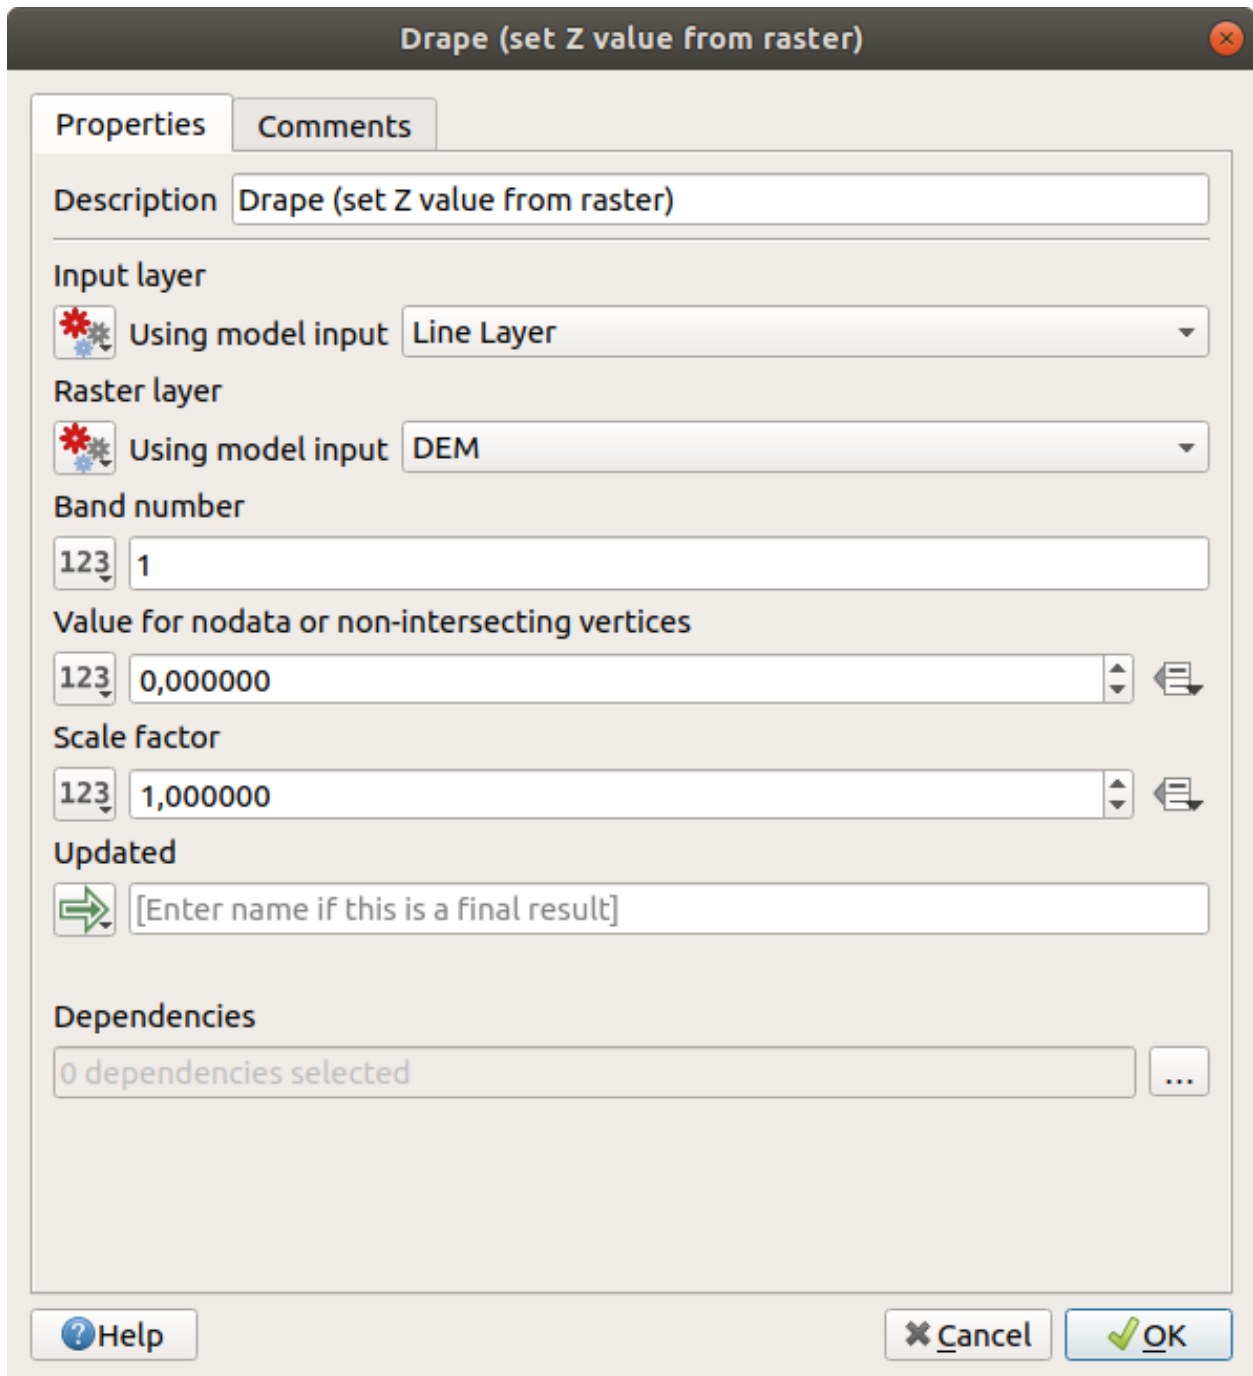 Drape (set Z value from raster)
Properties Comments
Description Drape (set Z value from raster)
Input layer
Using model input Line Layer
Raster layer
Using model input DEM
Band number
123 1
Value for nodata or non-intersecting vertices
123 0,000000
Scale factor
123 1,000000
Updated
[Enter name if this is a final result]
Dependencies
0 dependencies selected ...
Help Cancel OK